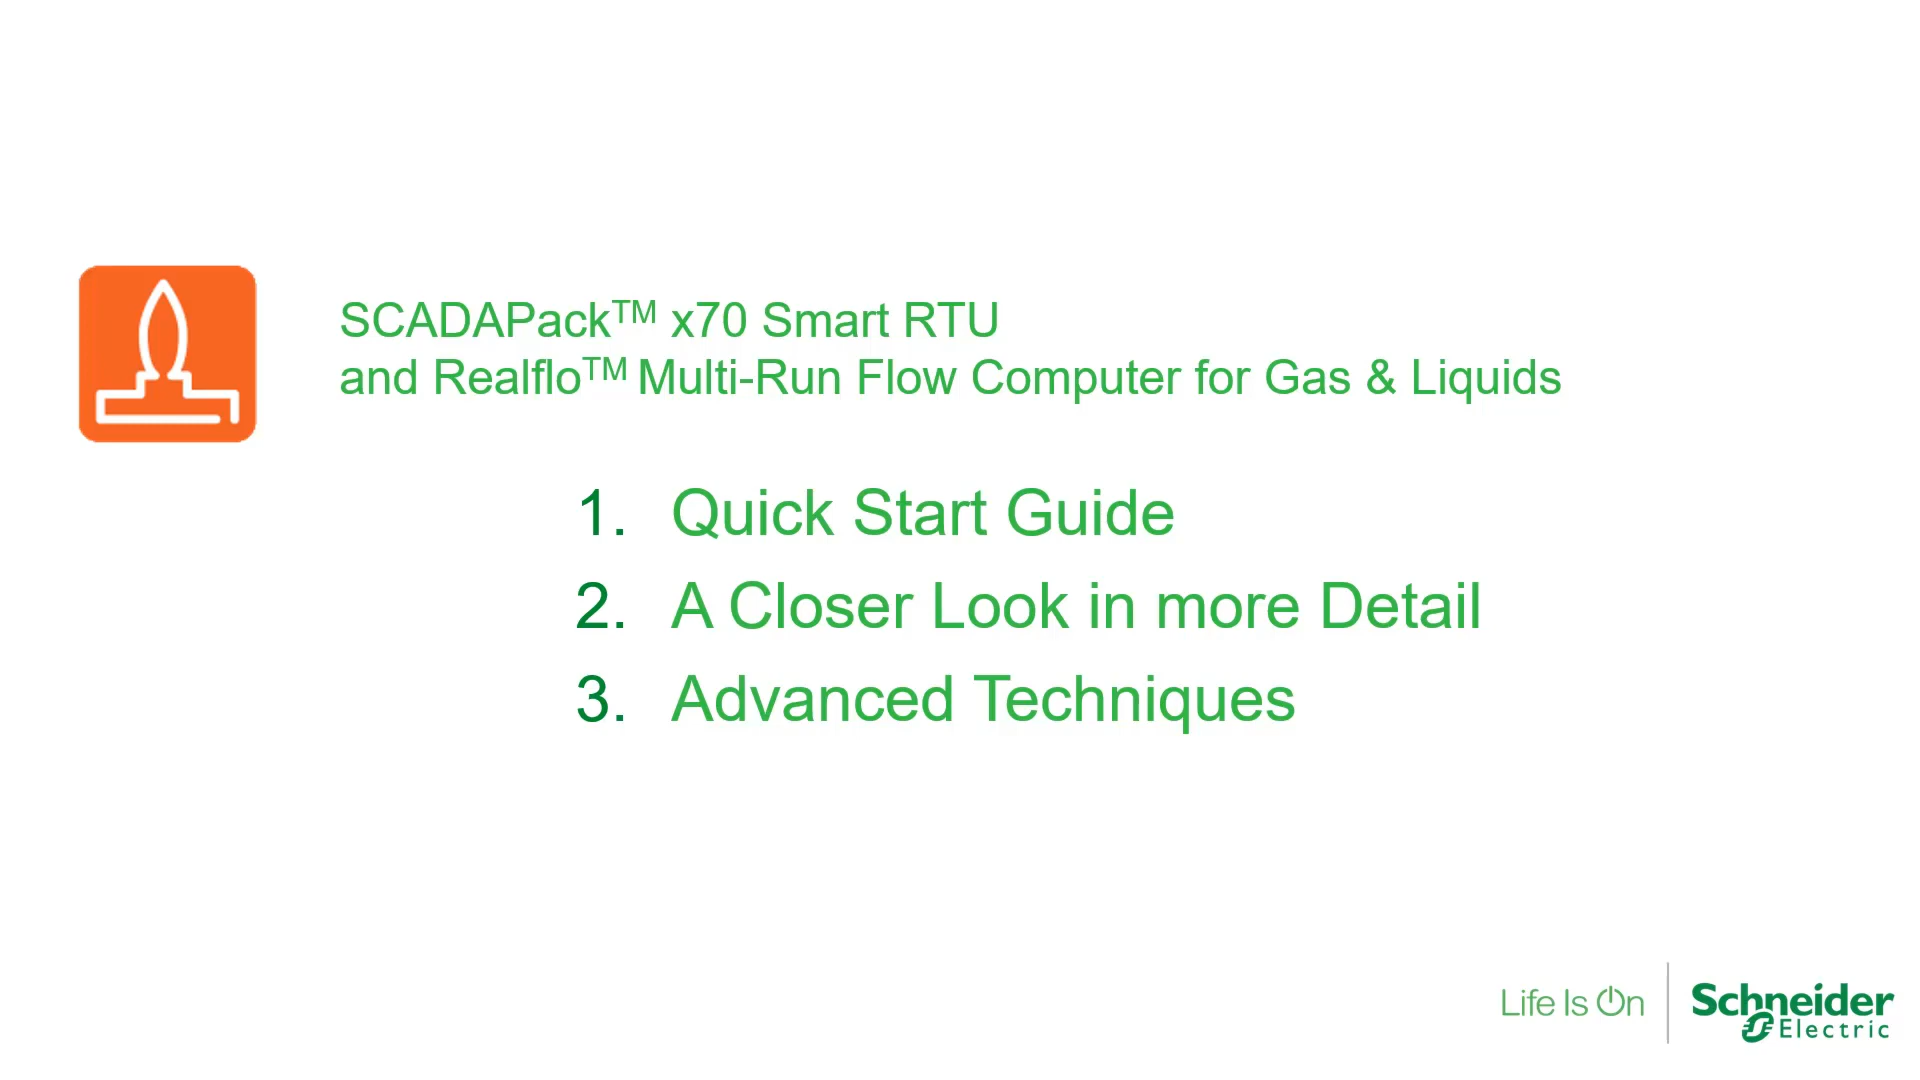 SCADAPack™ x70 Smart RTU
and Realflo™ Multi-Run Flow Computer for Gas & Liquids
1. Quick Start Guide
2. A Closer Look in more Detail
3. Advanced Techniques
Life Is On
Schneider
Electric